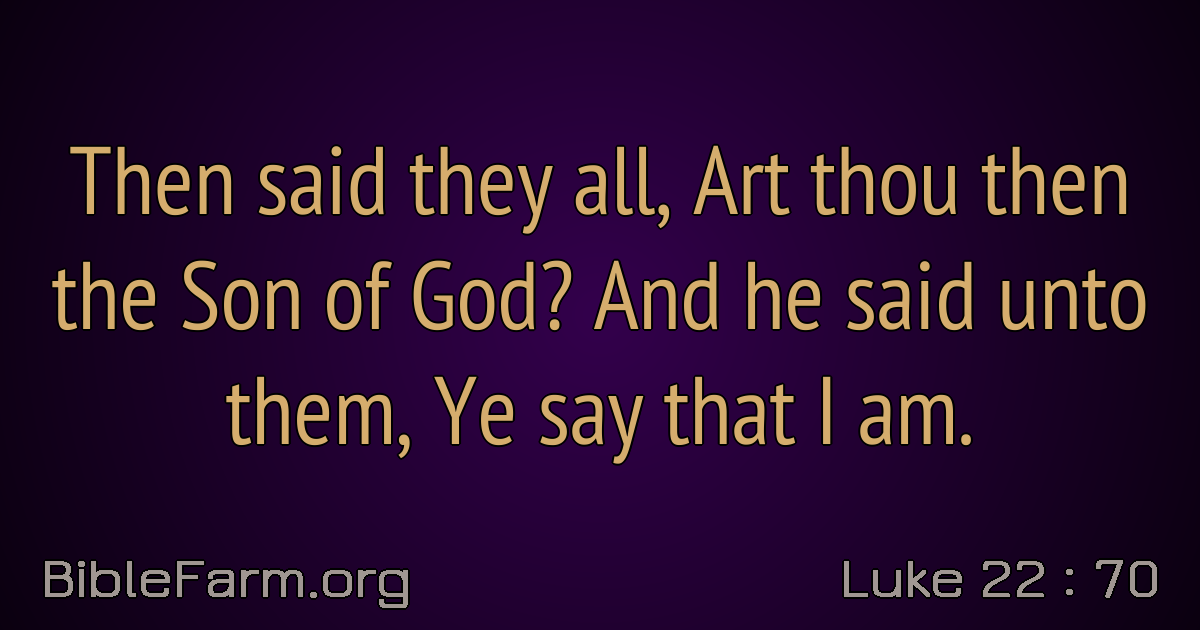 Then said they all, Art thou then
the Son of God? And he said unto
them, Ye say that I am.
BibleFarm.org
Luke 22 : 70